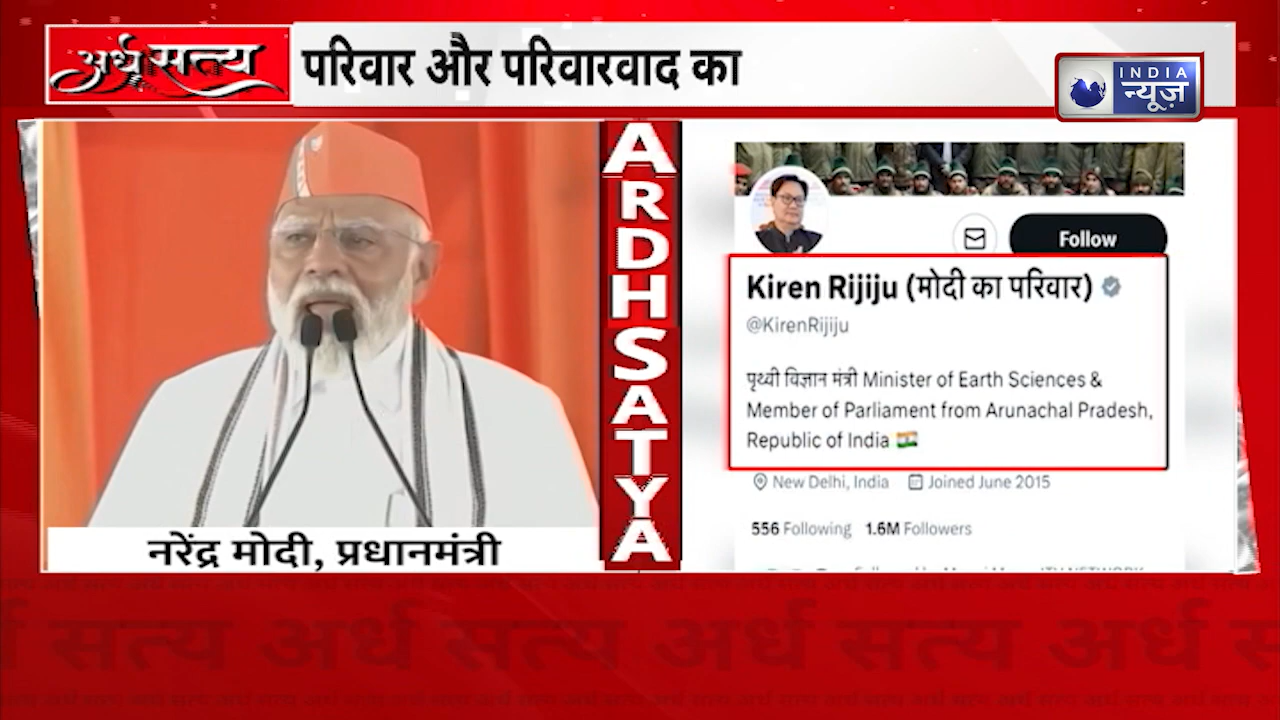 अर्ध सत्य
परिवार और परिवारवाद का
INDIA
न्यूज़
ARDHSATYA
Follow
Kiren Rijiju (मोदी का परिवार)
@KirenRijiju
पृथ्वी विज्ञान मंत्री Minister of Earth Sciences &
Member of Parliament from Arunachal Pradesh,
Republic of India
New Delhi, India Joined June 2015
556 Following 1.6M Followers
नरेंद्र मोदी, प्रधानमंत्री
अर्ध सत्य अर्ध सत्य अर्ध सत्य